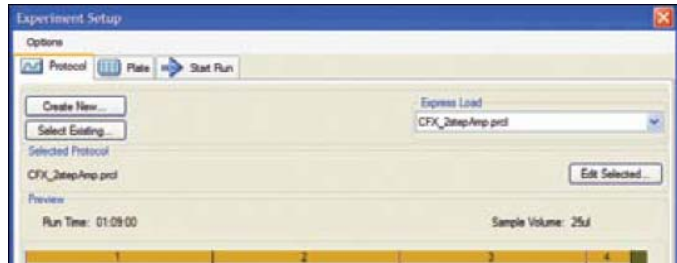 Experiment Setup
Options
Protocol Plate Start Run
Create New...
Express Load
CFX_2stepAmp.prcl
Select Existing...
Selected Protocol
CFX_2stepAmp.prcl
Edit Selected...
Preview
Run Time: 01:09:00 Sample Volume: 25ul
1 2 3 4